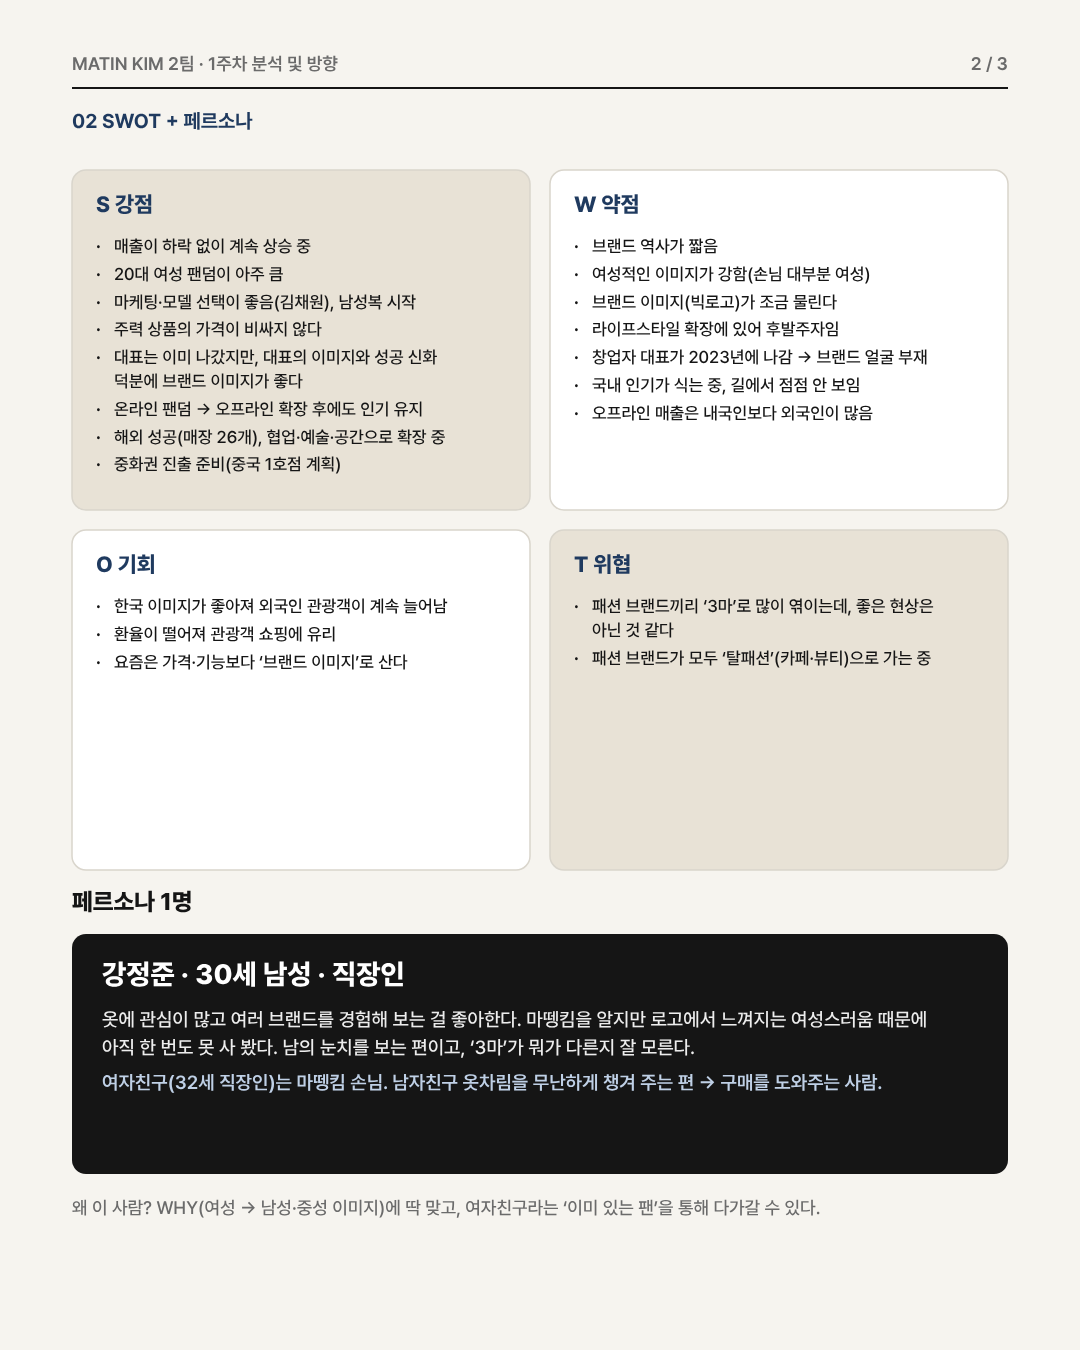 MATIN KIM 2팀 · 1주차 분석 및 방향
2 / 3
02 SWOT + 페르소나
S 강점
· 매출이 하락 없이 계속 상승 중
· 20대 여성 팬덤이 아주 큼
· 마케팅·모델 선택이 좋음(김채원), 남성복 시작
· 주력 상품의 가격이 비싸지 않다
· 대표는 이미 나갔지만, 대표의 이미지와 성공 신화
덕분에 브랜드 이미지가 좋다
· 온라인 팬덤 → 오프라인 확장 후에도 인기 유지
· 해외 성공(매장 26개), 협업·예술·공간으로 확장 중
· 중화권 진출 준비(중국 1호점 계획)
W 약점
· 브랜드 역사가 짧음
· 여성적인 이미지가 강함(손님 대부분 여성)
· 브랜드 이미지(빅로고)가 조금 물린다
· 라이프스타일 확장에 있어 후발주자임
· 창업자 대표가 2023년에 나감 → 브랜드 얼굴 부재
· 국내 인기가 식는 중, 길에서 점점 안 보임
· 오프라인 매출은 내국인보다 외국인이 많음
O 기회
· 한국 이미지가 좋아져 외국인 관광객이 계속 늘어남
· 환율이 떨어져 관광객 쇼핑에 유리
· 요즘은 가격·기능보다 ‘브랜드 이미지’로 산다
T 위협
· 패션 브랜드끼리 ‘3마’로 많이 엮이는데, 좋은 현상은
아닌 것 같다
· 패션 브랜드가 모두 ‘탈패션’(카페·뷰티)으로 가는 중
페르소나 1명
강정준 · 30세 남성 · 직장인
옷에 관심이 많고 여러 브랜드를 경험해 보는 걸 좋아한다. 마뗑킴을 알지만 로고에서 느껴지는 여성스러움 때문에
아직 한 번도 못 사 봤다. 남의 눈치를 보는 편이고, ‘3마’가 뭐가 다른지 잘 모른다.
여자친구(32세 직장인)는 마뗑킴 손님. 남자친구 옷차림을 무난하게 챙겨 주는 편 → 구매를 도와주는 사람.
왜 이 사람? WHY(여성 → 남성·중성 이미지)에 딱 맞고, 여자친구라는 ‘이미 있는 팬’을 통해 다가갈 수 있다.